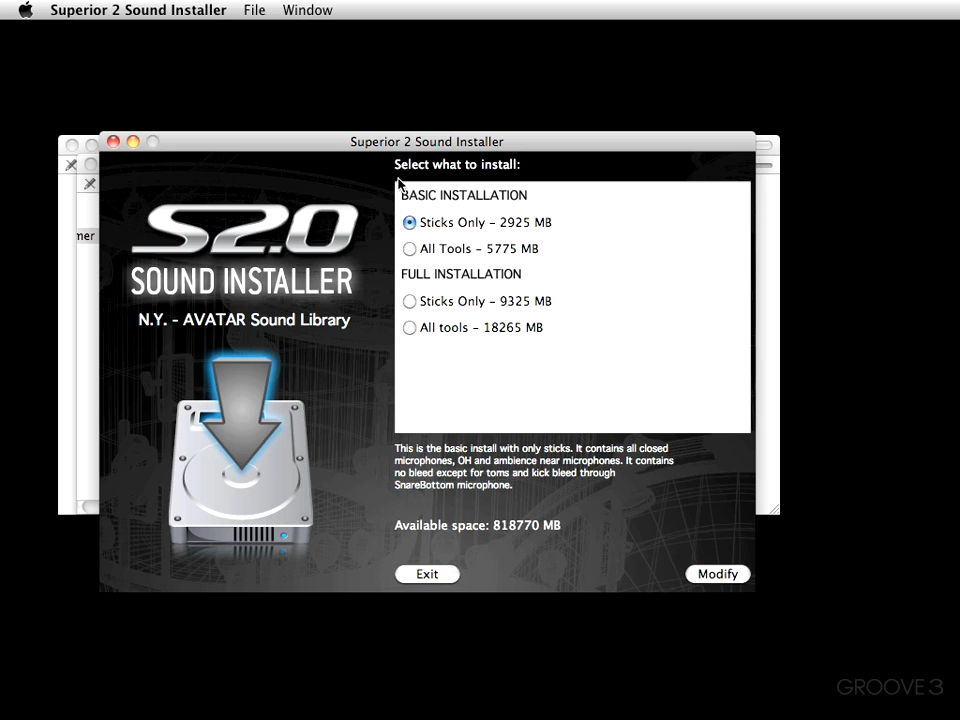 Superior 2 Sound Installer File Window
Superior 2 Sound Installer
Select what to install:
BASIC INSTALLATION
Sticks Only - 2925 MB
All Tools - 5775 MB
FULL INSTALLATION
Sticks Only - 9325 MB
All tools - 18265 MB
mer
S2.0
SOUND INSTALLER
N.Y. - AVATAR Sound Library
This is the basic install with only sticks. It contains all closed
microphones, OH and ambience near microphones. It contains
no bleed except for toms and kick bleed through
SnareBottom microphone.
Available space: 818770 MB
Exit
Modify
GROOVE3